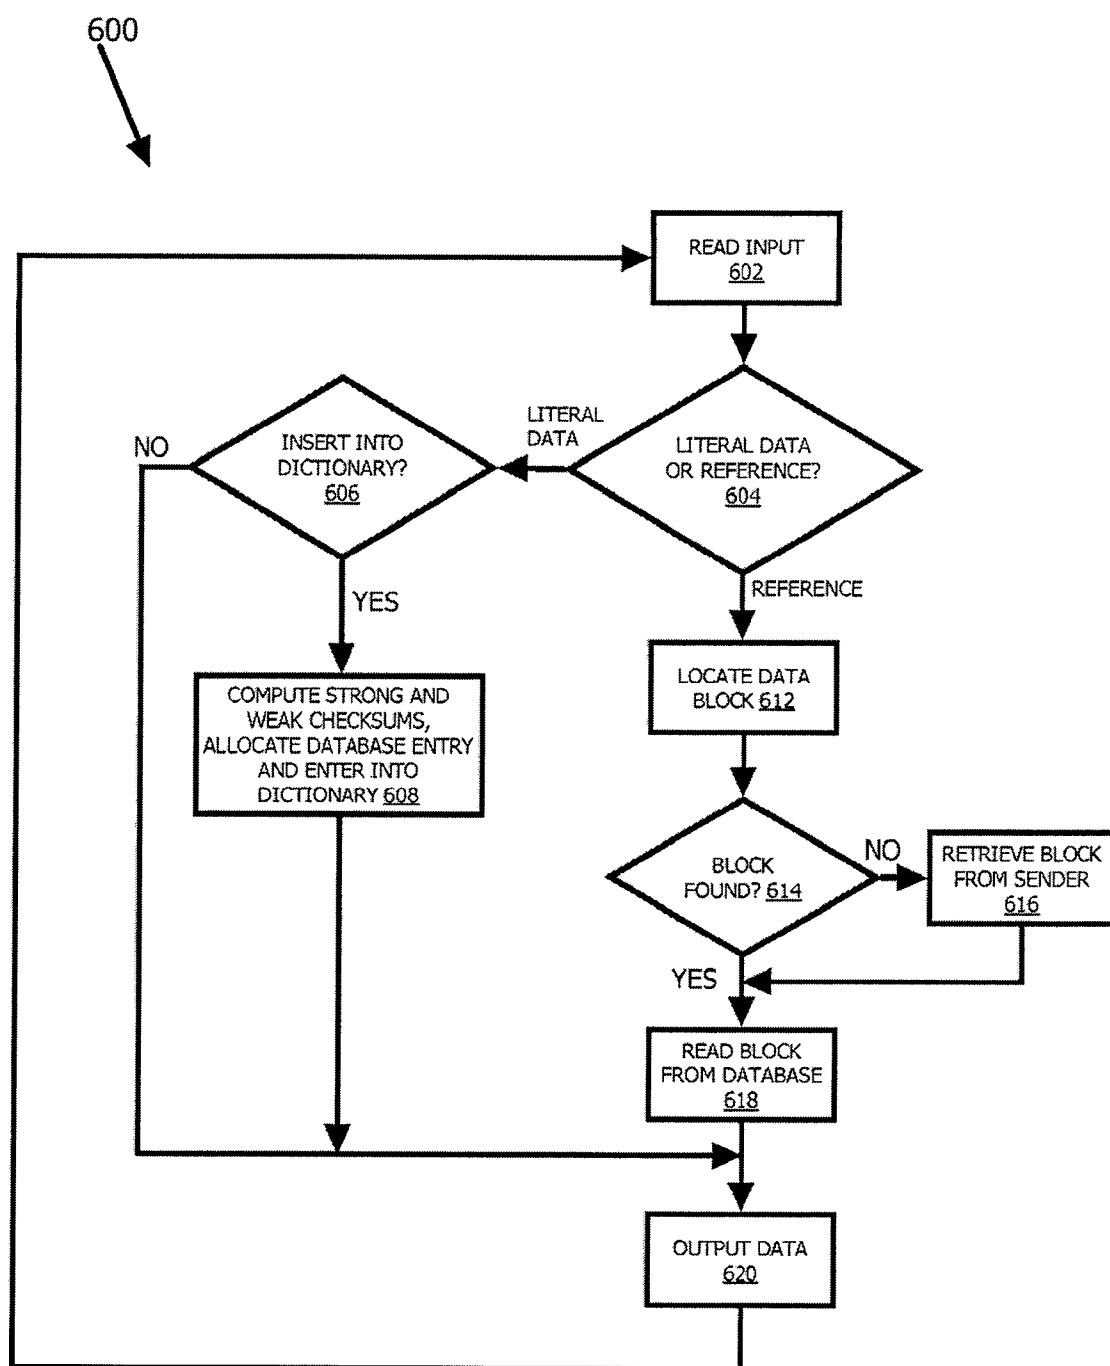 600
READ INPUT
602
LITERAL DATA
OR REFERENCE?
604
LITERAL
DATA
INSERT INTO
DICTIONARY?
606
NO
YES
COMPUTE STRONG AND
WEAK CHECKSUMS,
ALLOCATE DATABASE ENTRY
AND ENTER INTO
DICTIONARY 608
REFERENCE
LOCATE DATA
BLOCK 612
BLOCK
FOUND? 614
NO
RETRIEVE BLOCK
FROM SENDER
616
YES
READ BLOCK
FROM DATABASE
618
OUTPUT DATA
620